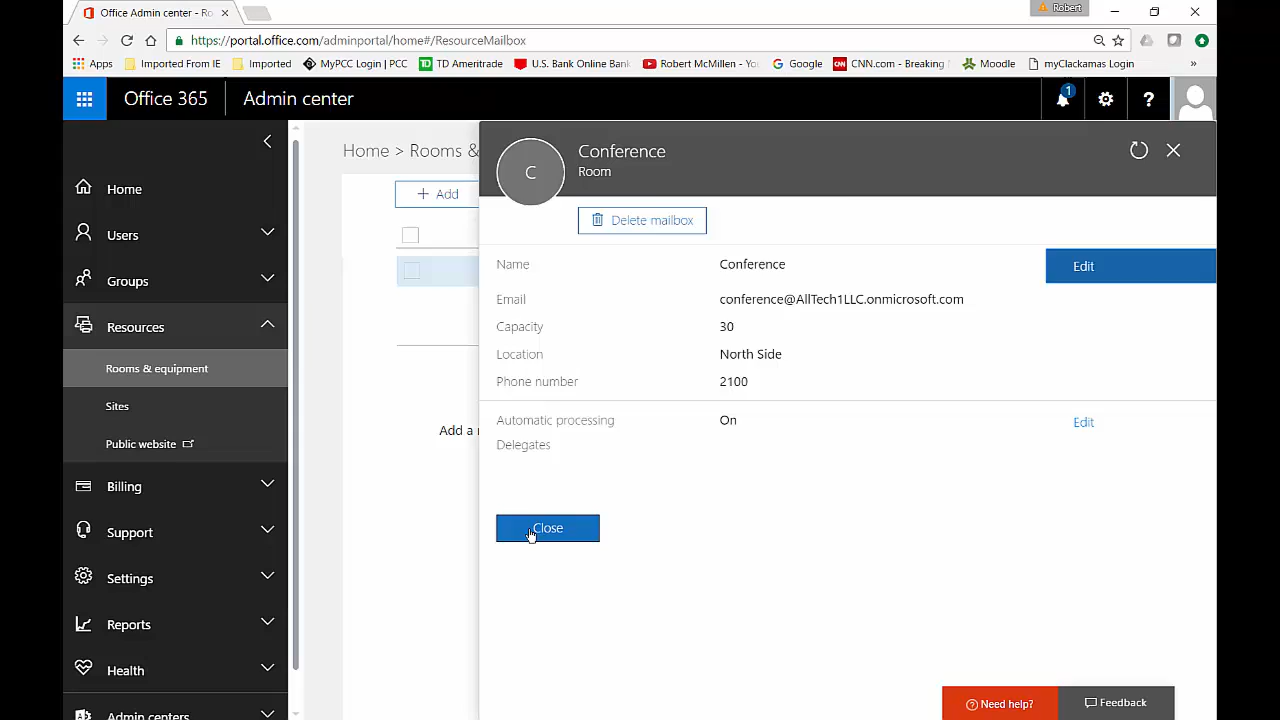 Office Admin center - Ro
Robert
https://portal.office.com/adminportal/home#/ResourceMailbox
Apps Imported From IE Imported MyPCC Login | PCC TD Ameritrade U.S. Bank Online Bank Robert McMillen - Yo Google CNN.com - Breaking Moodle myClackamas Login »
Office 365 Admin center 1 ?
Home > Rooms &
C
Conference
Room
Home
Users
Groups
Resources
Rooms & equipment
Sites
Public website
Billing
Support
Settings
Reports
Health
Admin centers
+ Add
Delete mailbox
Name Conference Edit
Email conference@AllTech1LLC.onmicrosoft.com
Capacity 30
Location North Side
Phone number 2100
Automatic processing On Edit
Delegates
Add a
Close
Need help? Feedback